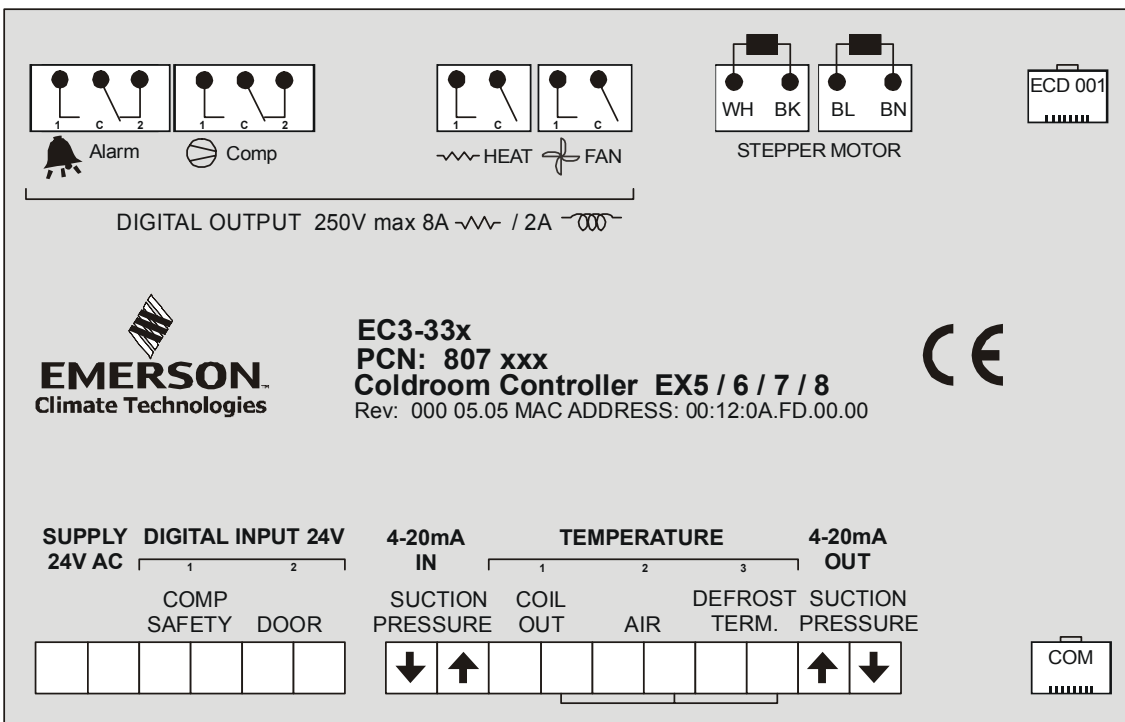 WH BK BL BN
ECD 001
1 C 2 1 C 2 1 C 1 C
Alarm Comp HEAT FAN
STEPPER MOTOR
DIGITAL OUTPUT 250V max 8A / 2A
EMERSON™
Climate Technologies
EC3-33x
PCN: 807 xxx
Coldroom Controller EX5 / 6 / 7 / 8
Rev: 000 05.05 MAC ADDRESS: 00:12:0A.FD.00.00
CE
SUPPLY
24V AC
DIGITAL INPUT 24V
1 2
COMP
SAFETY
DOOR
4-20mA
IN
SUCTION
PRESSURE
TEMPERATURE
1 2 3
COIL
OUT
AIR
DEFROST
TERM.
4-20mA
OUT
SUCTION
PRESSURE
COM